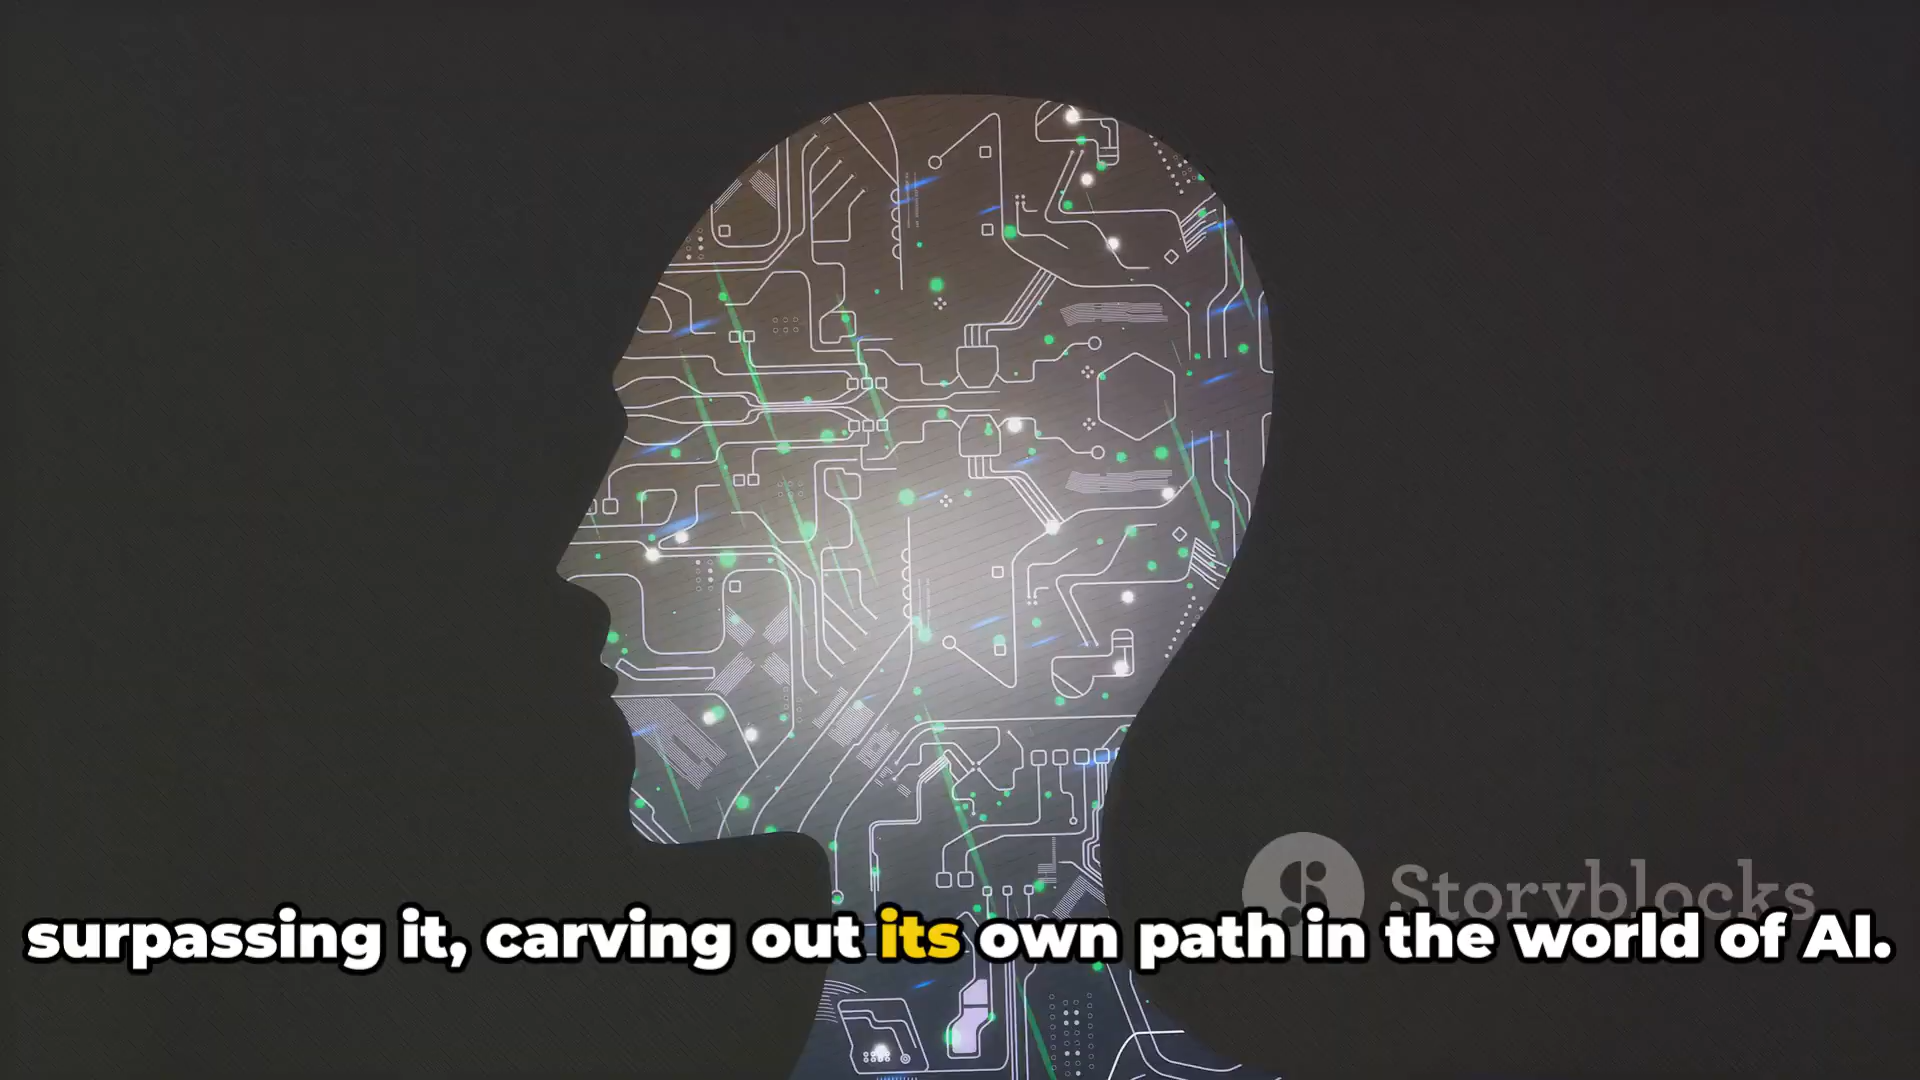 Storyblocks
surpassing it, carving out its own path in the world of AI.